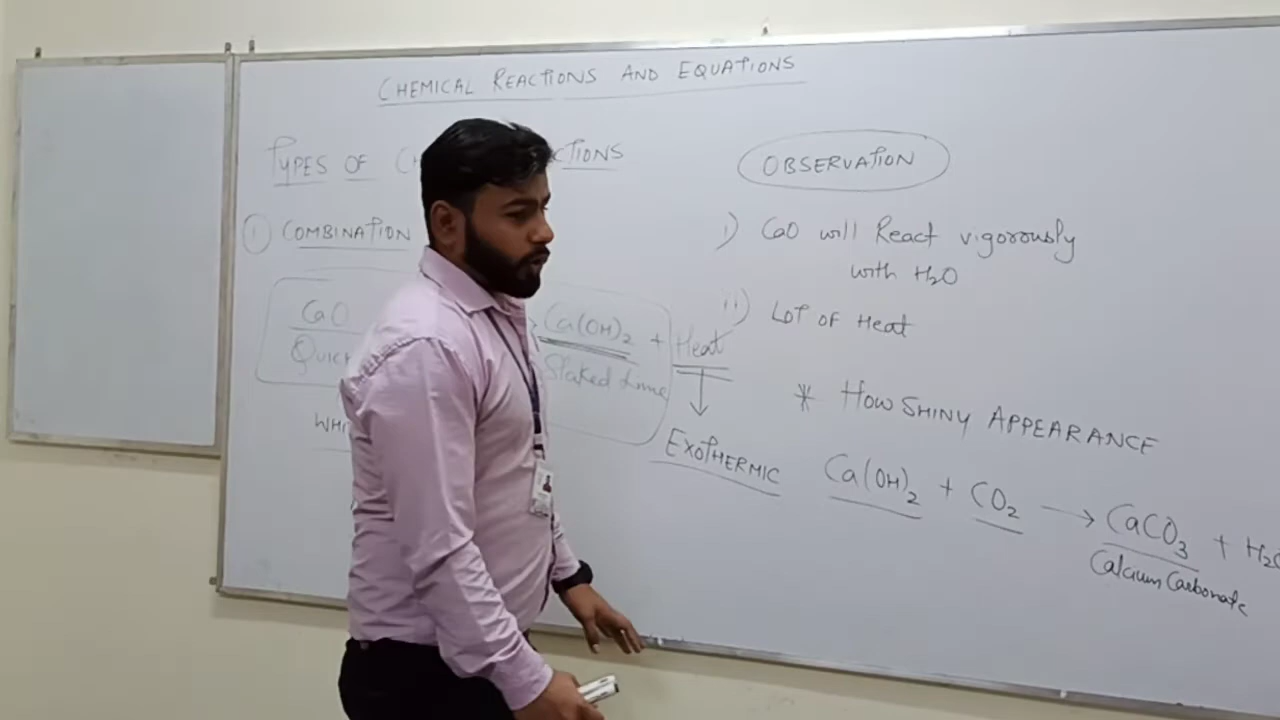 CHEMICAL REACTIONS AND EQUATIONS
TYPES OF
① COMBINATION
CaO
Ca(OH)₂ + Heat
Slaked Lime
EXOTHERMIC
OBSERVATION
i) CaO will React vigorously
with H₂O
ii) LOT OF Heat
* HOW SHINY APPEARANCE
Ca(OH)₂ + CO₂ → CaCO₃ + H₂O
Calcium Carbonate